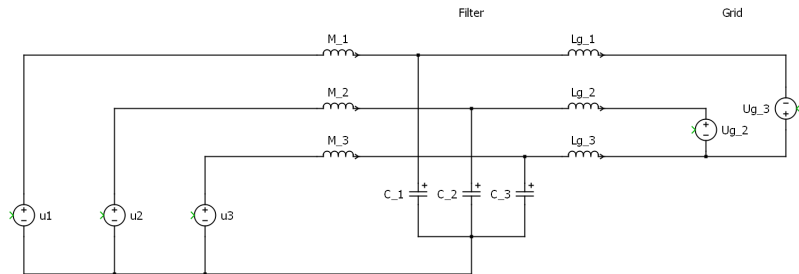 Filter Grid
M_1 Lg_1
M_2 Lg_2
Ug_3
Ug_2
M_3 Lg_3
C_1 C_2 C_3
u1 u2 u3